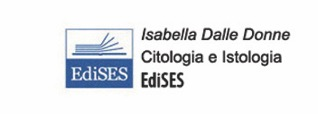 EdiSES
Isabella Dalle Donne
Citologia e Istologia
EdiSES